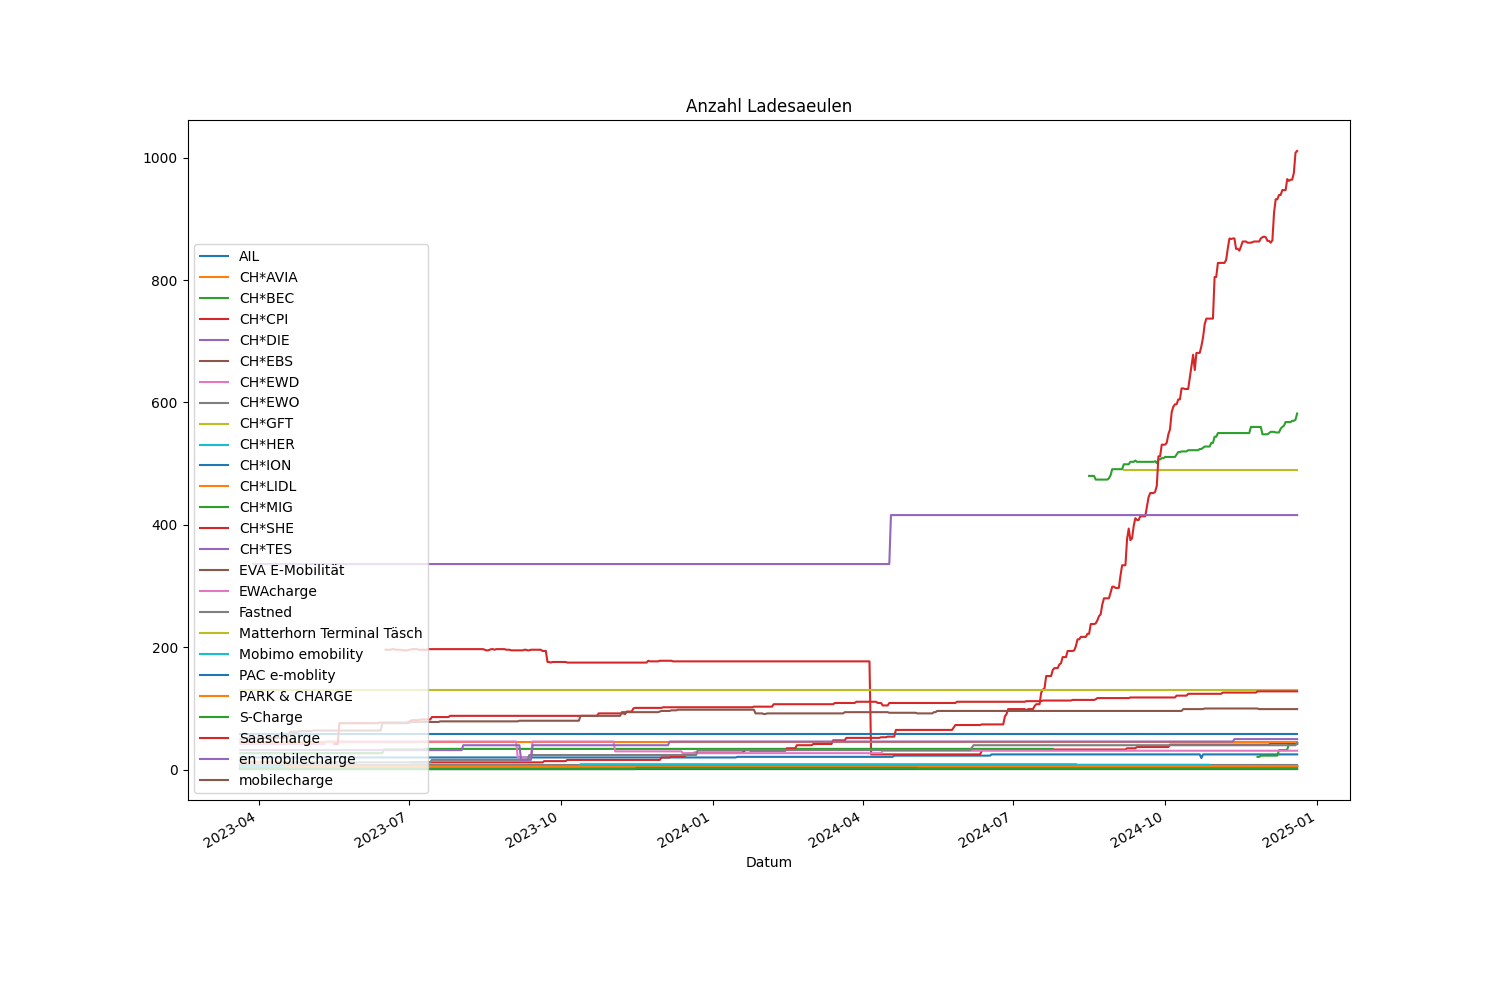 Anzahl Ladesaeulen
1000
800
600
400
200
0
AIL
CH*AVIA
CH*BEC
CH*CPI
CH*DIE
CH*EBS
CH*EWD
CH*EWO
CH*GFT
CH*HER
CH*ION
CH*LIDL
CH*MIG
CH*SHE
CH*TES
EVA E-Mobilität
EWAcharge
Fastned
Matterhorn Terminal Täsch
Mobimo emobility
PAC e-moblity
PARK & CHARGE
S-Charge
Saascharge
en mobilecharge
mobilecharge
2023-04
2023-07
2023-10
2024-01
2024-04
2024-07
2024-10
2025-01
Datum